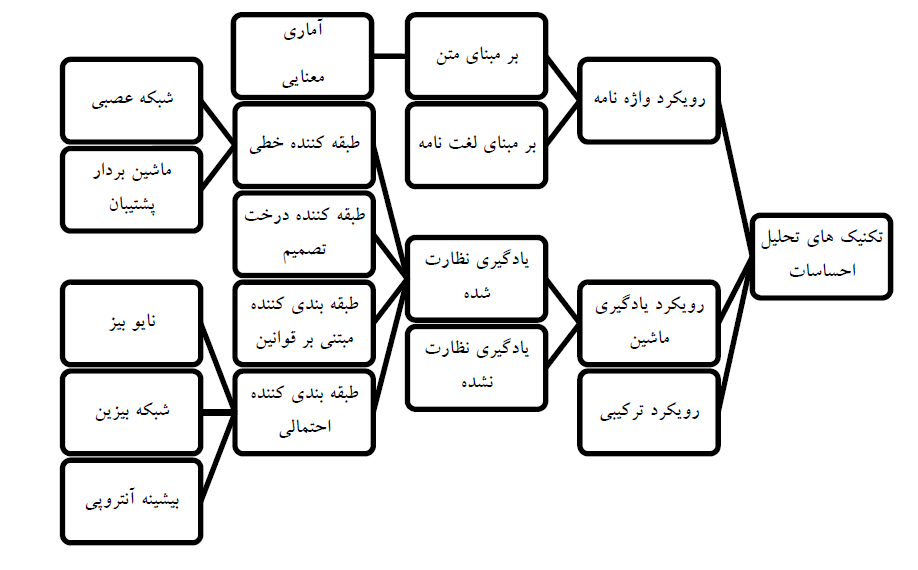 تکنیک های تحلیل
احساسات
رویکرد واژه نامه
بر مبنای متن
آماری
معنایی
بر مبنای لغت نامه
رویکرد یادگیری
ماشین
یادگیری نظارت
شده
طبقه کننده خطی
شبکه عصبی
ماشین بردار
پشتیبان
طبقه کننده درخت
تصمیم
طبقه بندی کننده
مبتنی بر قوانین
طبقه بندی کننده
احتمالی
نایو بیز
شبکه بیزین
بیشینه آنتروپی
یادگیری نظارت
نشده
رویکرد ترکیبی